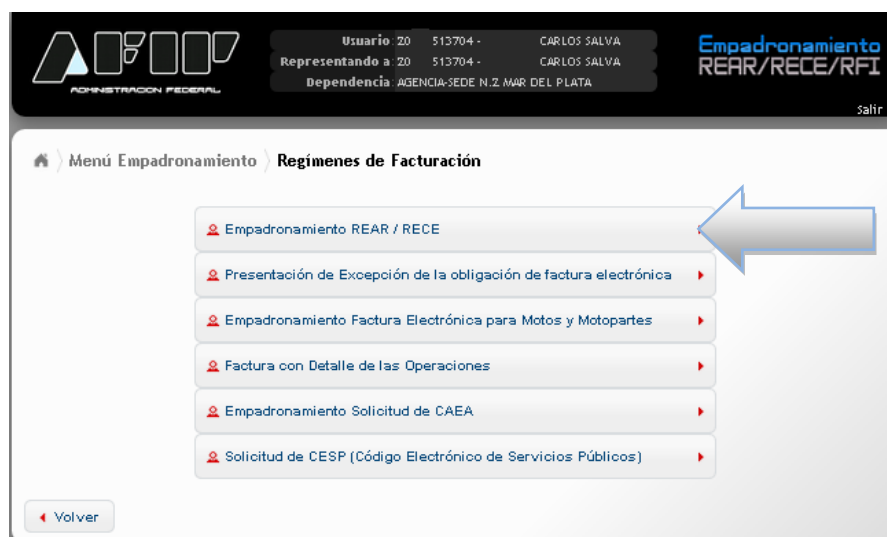 AFIP
ADMINISTRACION FEDERAL
Usuario: 20 513704 - CARLOS SALVA
Representando a: 20 513704 - CARLOS SALVA
Dependencia: AGENCIA-SEDE N.2 MAR DEL PLATA
Empadronamiento
REAR/RECE/RFI
Salir
Menú Empadronamiento Regímenes de Facturación
Empadronamiento REAR / RECE
Presentación de Excepción de la obligación de factura electrónica
Empadronamiento Factura Electrónica para Motos y Motopartes
Factura con Detalle de las Operaciones
Empadronamiento Solicitud de CAEA
Solicitud de CESP (Código Electrónico de Servicios Públicos)
Volver